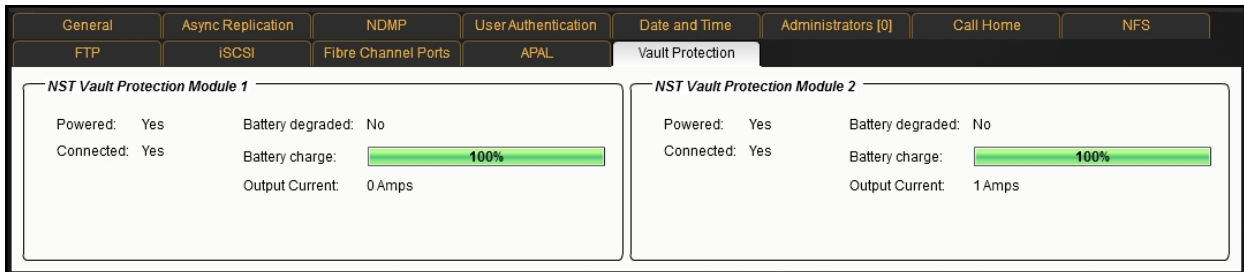 General Async Replication NDMP User Authentication Date and Time Administrators [0] Call Home NFS
FTP iSCSI Fibre Channel Ports APAL Vault Protection
NST Vault Protection Module 1
Powered: Yes Battery degraded: No
Connected: Yes Battery charge: 100%
Output Current: 0 Amps
NST Vault Protection Module 2
Powered: Yes Battery degraded: No
Connected: Yes Battery charge: 100%
Output Current: 1 Amps